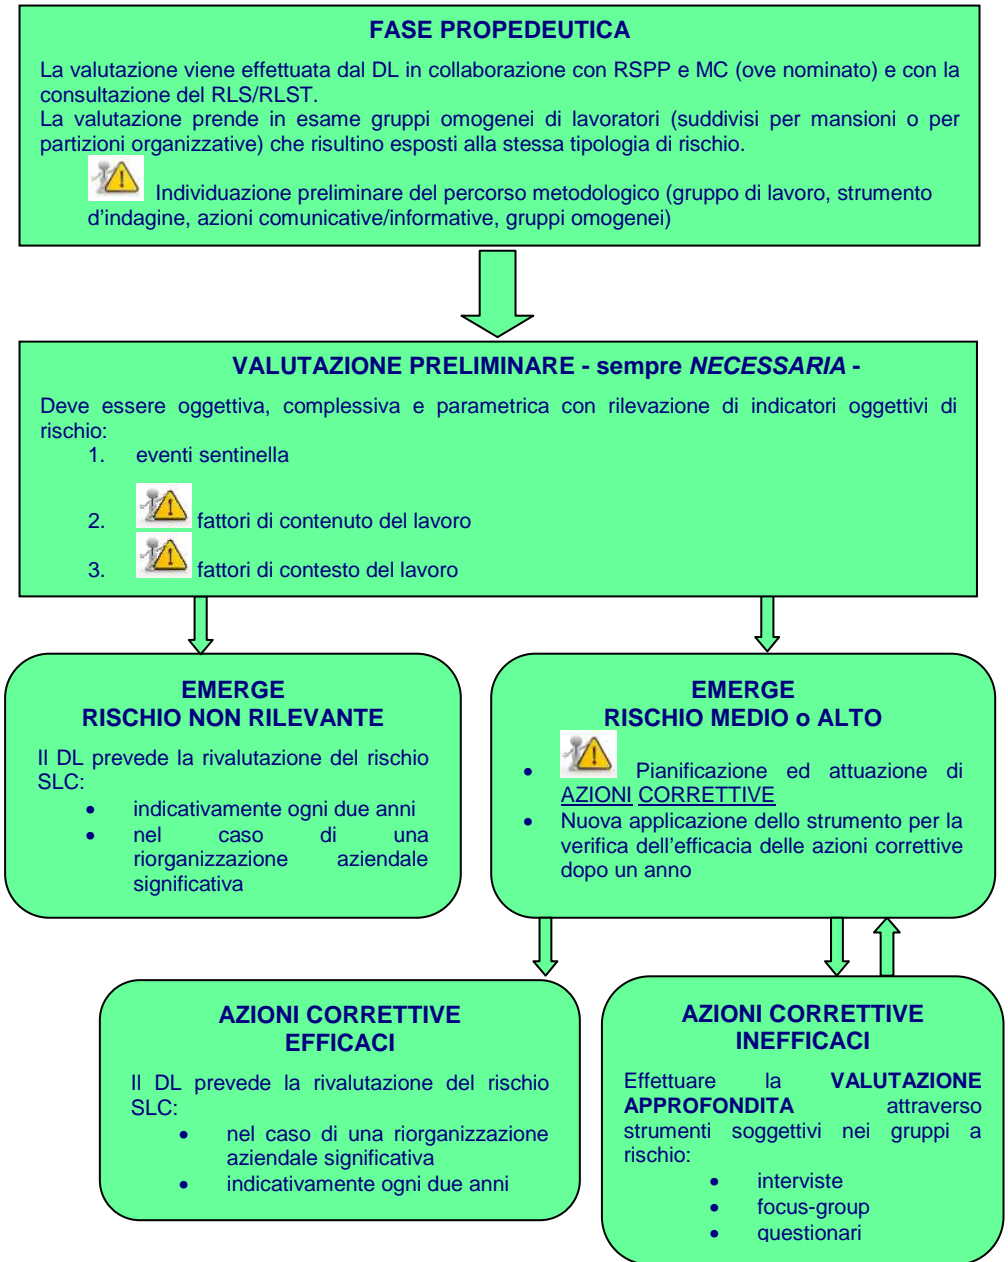 FASE PROPEDEUTICA
La valutazione viene effettuata dal DL in collaborazione con RSPP e MC (ove nominato) e con la
consultazione del RLS/RLST.
La valutazione prende in esame gruppi omogenei di lavoratori (suddivisi per mansioni o per
partizioni organizzative) che risultino esposti alla stessa tipologia di rischio.
Individuazione preliminare del percorso metodologico (gruppo di lavoro, strumento
d'indagine, azioni comunicative/informative, gruppi omogenei)
VALUTAZIONE PRELIMINARE - sempre NECESSARIA -
Deve essere oggettiva, complessiva e parametrica con rilevazione di indicatori oggettivi di
rischio:
1. eventi sentinella
2. fattori di contenuto del lavoro
3. fattori di contesto del lavoro
EMERGE
RISCHIO NON RILEVANTE
Il DL prevede la rivalutazione del rischio
SLC:
• indicativamente ogni due anni
• nel caso di una
riorganizzazione aziendale
significativa
EMERGE
RISCHIO MEDIO o ALTO
• Pianificazione ed attuazione di
AZIONI CORRETTIVE
• Nuova applicazione dello strumento per la
verifica dell'efficacia delle azioni correttive
dopo un anno
AZIONI CORRETTIVE
EFFICACI
Il DL prevede la rivalutazione del rischio
SLC:
• nel caso di una riorganizzazione
aziendale significativa
• indicativamente ogni due anni
AZIONI CORRETTIVE
INEFFICACI
Effettuare la VALUTAZIONE
APPROFONDITA attraverso
strumenti soggettivi nei gruppi a
rischio:
• interviste
• focus-group
• questionari